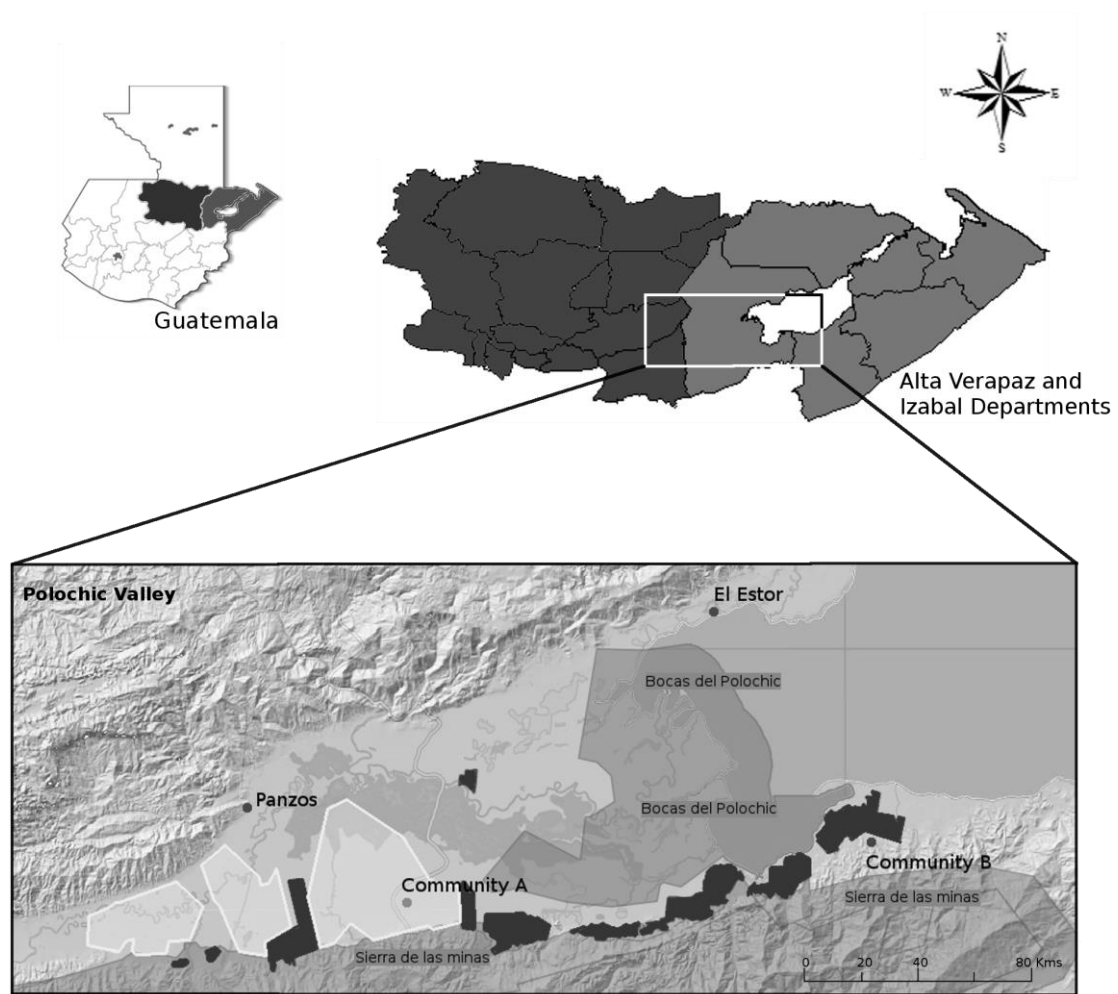 N
W E
S
Guatemala
Alta Verapaz and
Izabal Departments
Polochic Valley
El Estor
Bocas del Polochic
Panzos
Bocas del Polochic
Community A
Community B
Sierra de las minas
Sierra de las minas
0 20 40 80 Kms